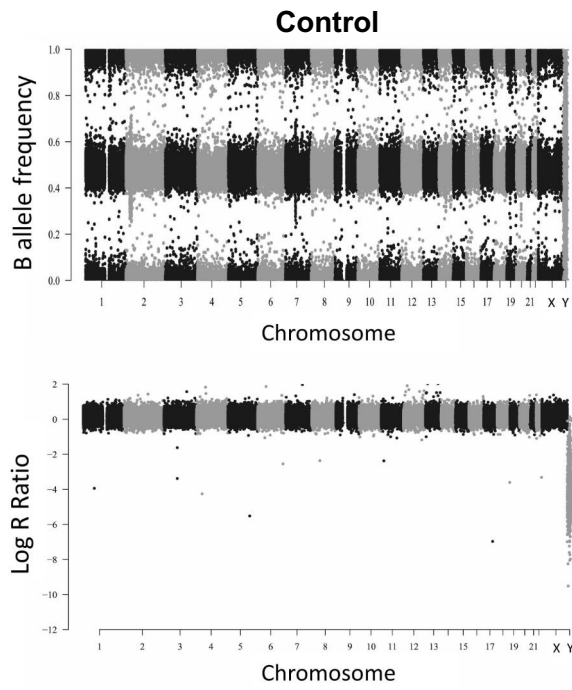 Control
B allele frequency
1.0
0.8
0.6
0.4
0.2
0.0
1 2 3 4 5 6 7 8 9 10 11 12 13 15 17 19 21 X Y
Chromosome
Log R Ratio
2
0
−2
−4
−6
−8
−10
−12
1 2 3 4 5 6 7 8 9 10 11 12 13 15 17 19 21 X Y
Chromosome